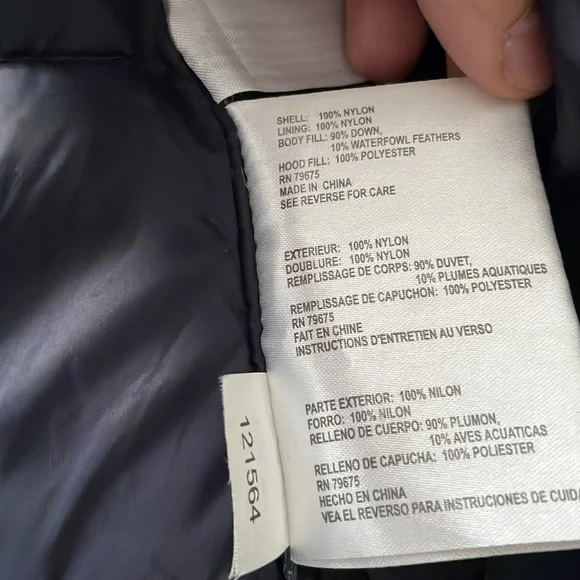 SHELL: 100% NYLON
LINING: 100% NYLON
BODY FILL: 90% DOWN,
10% WATERFOWL FEATHERS
HOOD FILL: 100% POLYESTER
RN 79675
MADE IN CHINA
SEE REVERSE FOR CARE
EXTERIEUR: 100% NYLON
DOUBLURE: 100% NYLON
REMPLISSAGE DE CORPS: 90% DUVET,
10% PLUMES AQUATIQUES
REMPLISSAGE DE CAPUCHON: 100% POLYESTER
RN 79675
FAIT EN CHINE
INSTRUCTIONS D'ENTRETIEN AU VERSO
PARTE EXTERIOR: 100% NILON
FORRO: 100% NILON
RELLENO DE CUERPO: 90% PLUMON,
10% AVES ACUATICAS
RELLENO DE CAPUCHA: 100% POLIESTER
RN 79675
HECHO EN CHINA
VEA EL REVERSO PARA INSTRUCCIONES DE CUIDA
121564